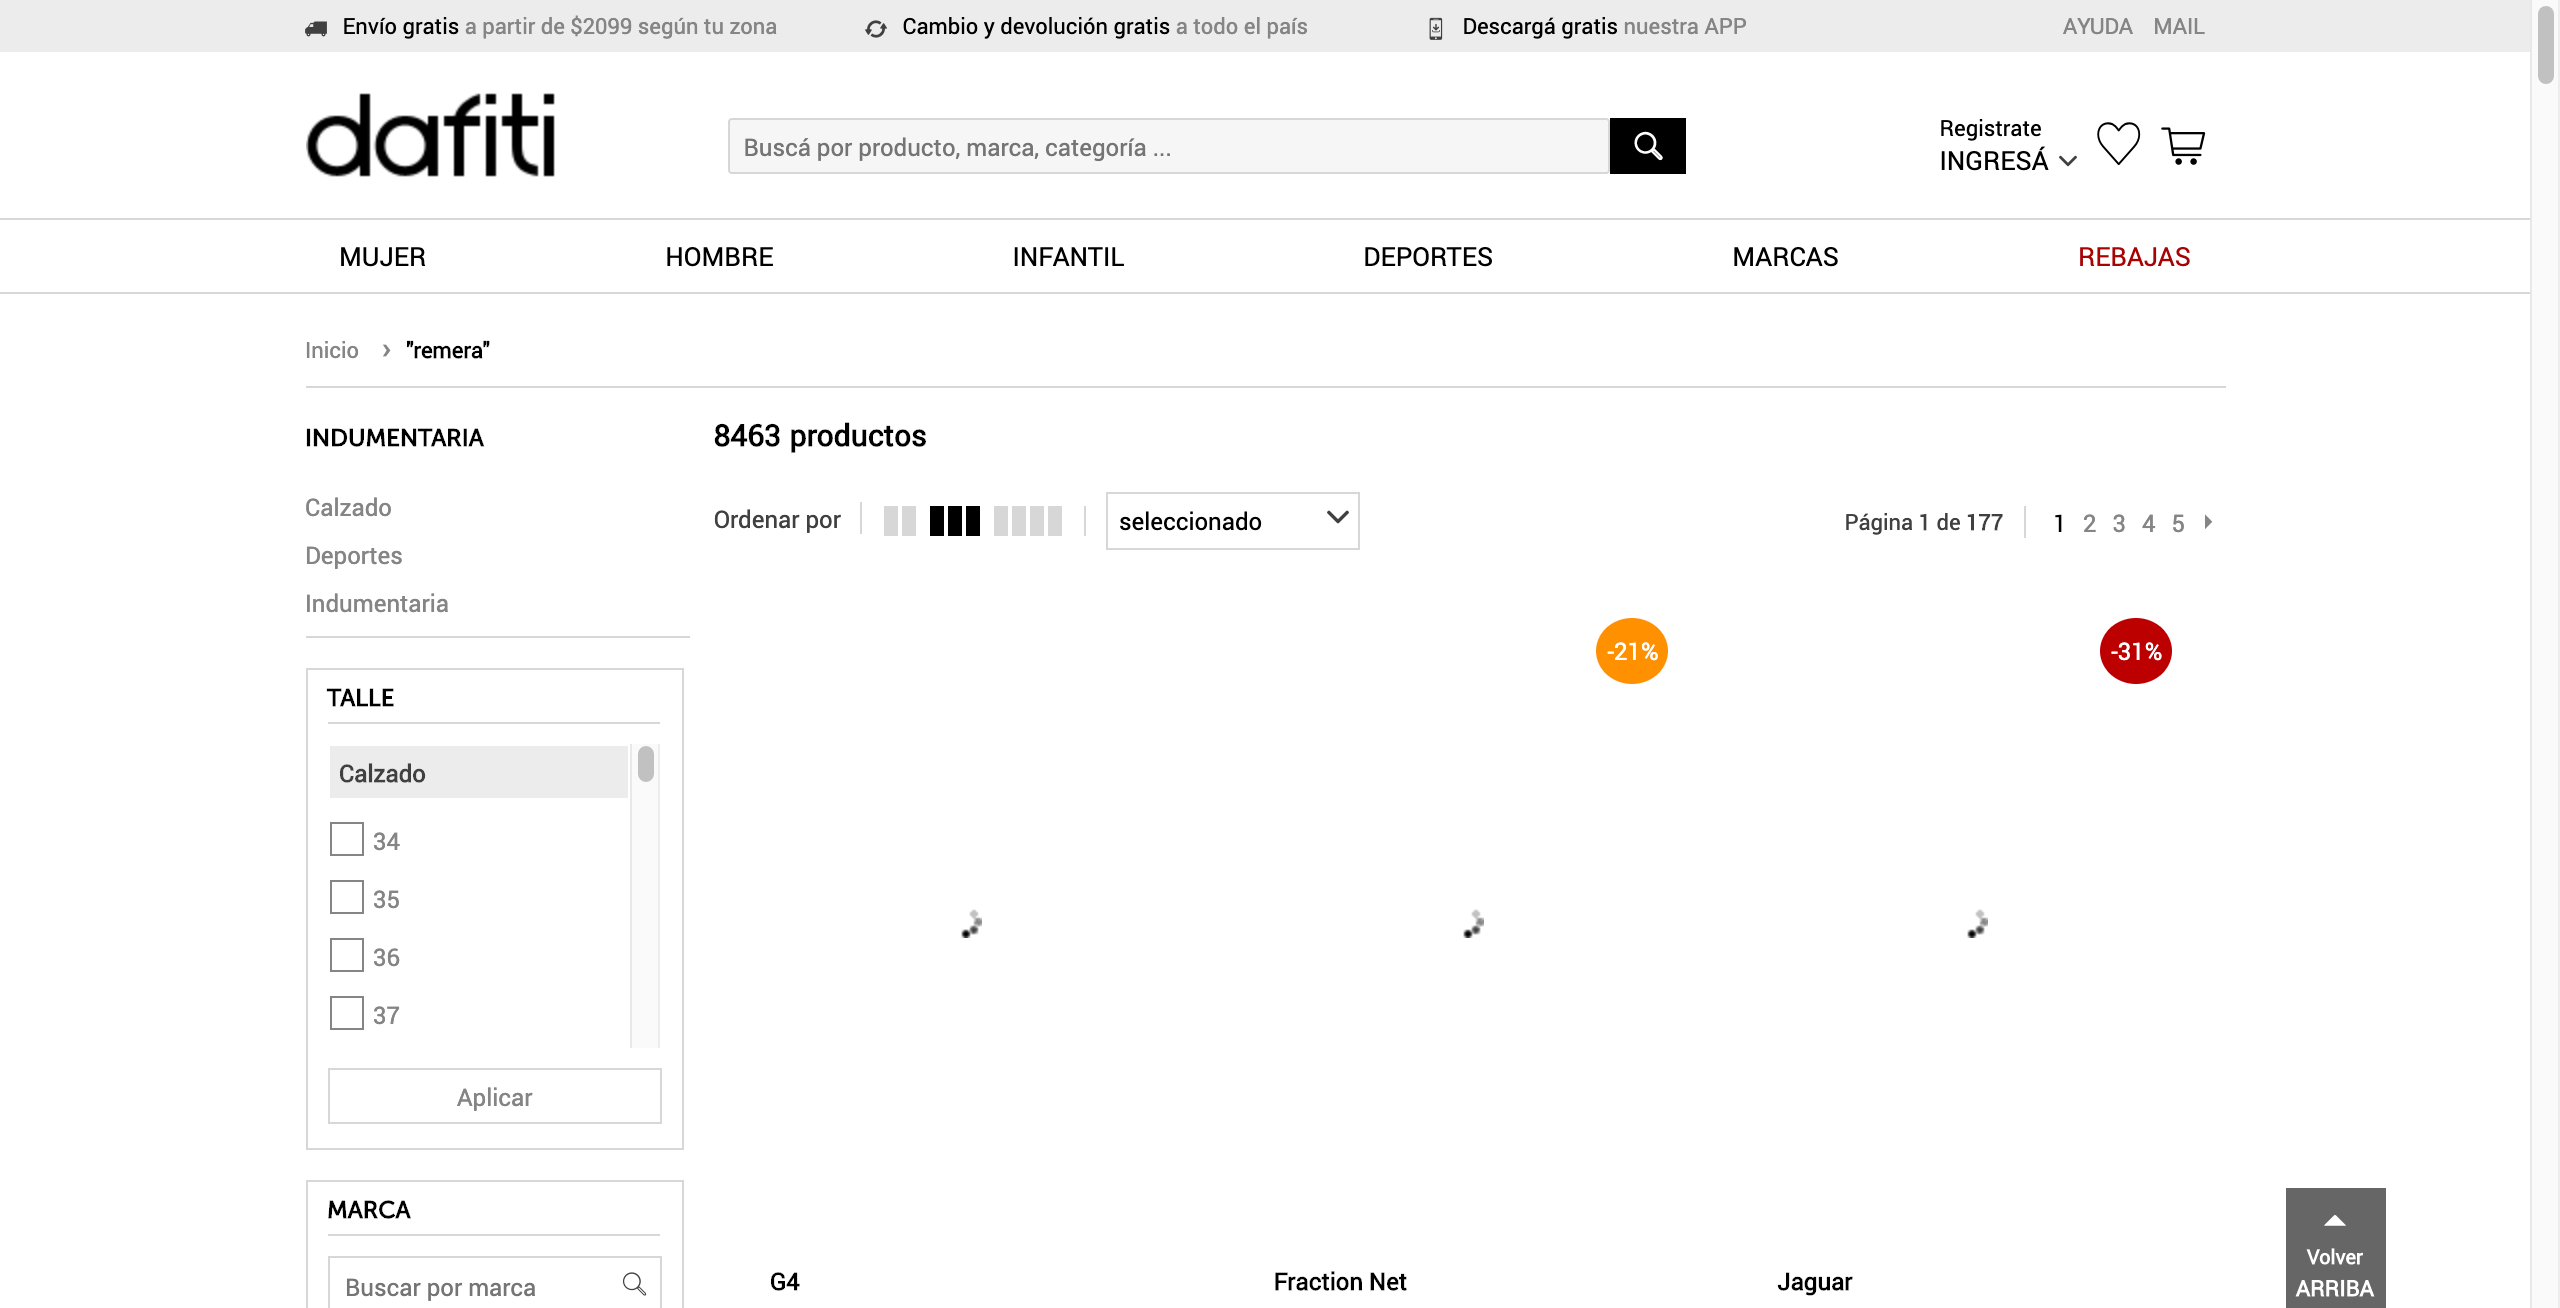 Envío gratis a partir de $2099 según tu zona
Cambio y devolución gratis a todo el país
Descargá gratis nuestra APP
AYUDA MAIL
dafiti
Buscá por producto, marca, categoría ...
Registrate
INGRESÁ
MUJER HOMBRE INFANTIL DEPORTES MARCAS REBAJAS
Inicio › "remera"
INDUMENTARIA
Calzado
Deportes
Indumentaria
TALLE
Calzado
34
35
36
37
Aplicar
MARCA
Buscar por marca
8463 productos
Ordenar por
seleccionado
Página 1 de 177
1 2 3 4 5
-21%
-31%
G4
Fraction Net
Jaguar
Volver
ARRIBA